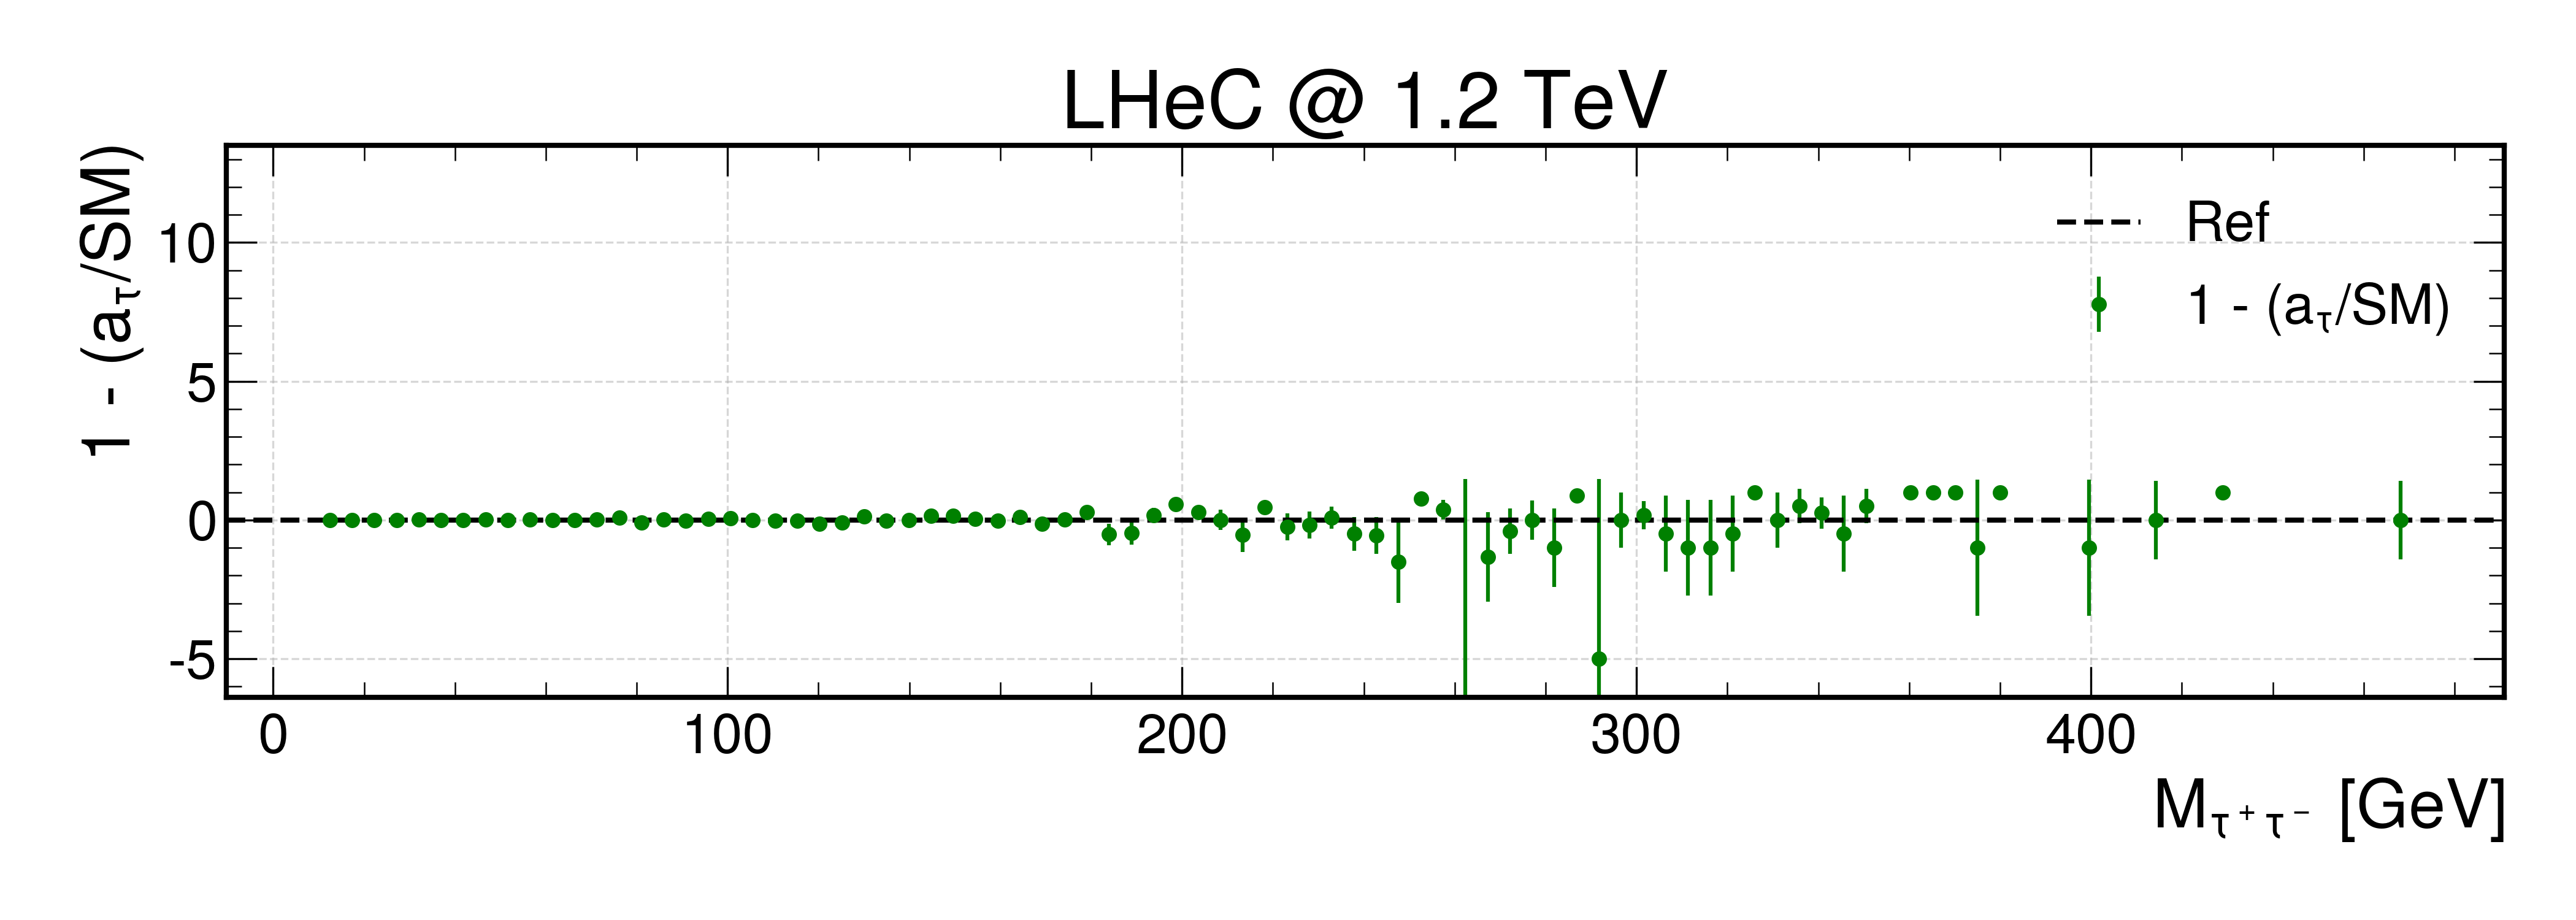 LHeC @ 1.2 TeV
1 - (aτ/SM)
10
5
0
-5
Ref
1 - (aτ/SM)
0 100 200 300 400
Mτ⁺τ⁻ [GeV]